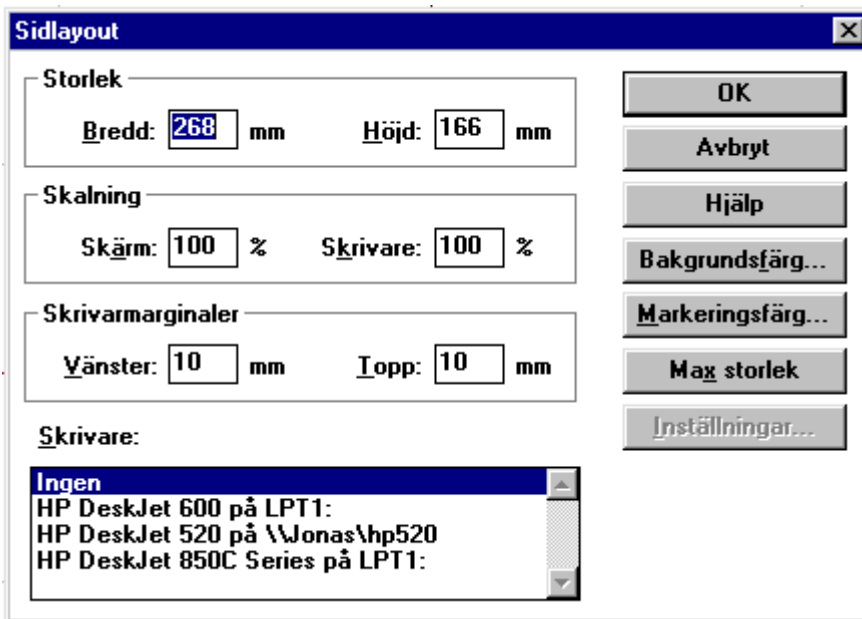 Sidlayout
Storlek
Bredd: 268 mm Höjd: 166 mm
Skalning
Skärm: 100 % Skrivare: 100 %
Skrivarmarginaler
Vänster: 10 mm Topp: 10 mm
Skrivare:
Ingen
HP DeskJet 600 på LPT1:
HP DeskJet 520 på \\Jonas\hp520
HP DeskJet 850C Series på LPT1:
OK
Avbryt
Hjälp
Bakgrundsfärg...
Markeringsfärg...
Max storlek
Inställningar...